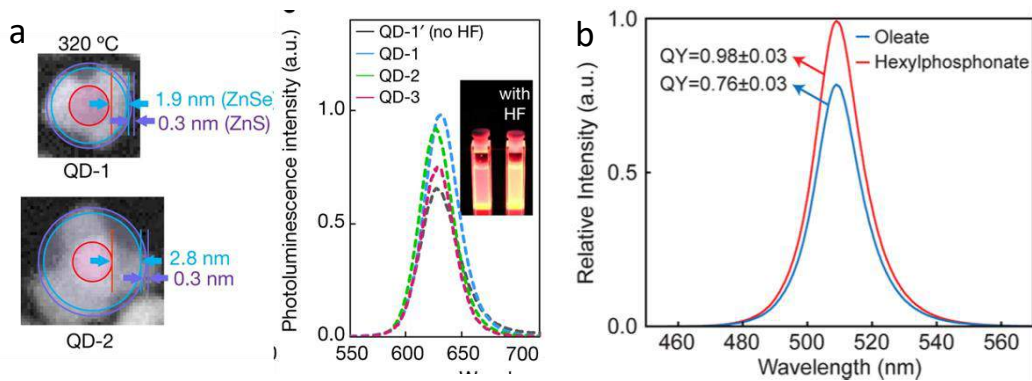 a
320 ºC
1.9 nm (ZnSe)
0.3 nm (ZnS)
QD-1
2.8 nm
0.3 nm
QD-2
Photoluminescence intensity (a.u.)
1.0
0.5
0.0
550
600
650
700
QD-1′ (no HF)
QD-1
QD-2
QD-3
with
HF
b
Relative Intensity (a.u.)
1.0
0.5
0.0
QY=0.98±0.03
QY=0.76±0.03
Oleate
Hexylphosphonate
460
480
500
520
540
560
Wavelength (nm)